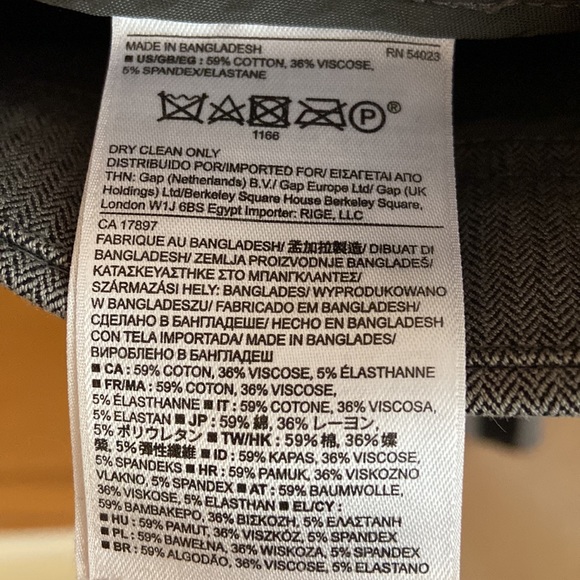 MADE IN BANGLADESH RN 54023
■ US/GB/EG : 59% COTTON, 36% VISCOSE,
5% SPANDEX/ELASTANE
P ®
1166
DRY CLEAN ONLY
DISTRIBUIDO POR/IMPORTED FOR/ ΕΙΣΑΓΕΤΑΙ ΑΠΟ
ΤΗΝ: Gap (Netherlands) B.V./ Gap Europe Ltd/ Gap (UK
Holdings) Ltd/Berkeley Square House Berkeley Square,
London W1J 6BS Egypt Importer: RIGE, LLC
CA 17897
FABRIQUE AU BANGLADESH/ 孟加拉製造/ DIBUAT DI
BANGLADESH/ ZEMLJA PROIZVODNJE BANGLADEŠ/
ΚΑΤΑΣΚΕΥΑΣΤΗΚΕ ΣΤΟ ΜΠΑΝΓΚΛΑΝΤΕΣ/
SZÁRMAZÁSI HELY: BANGLADES/ WYPRODUKOWANO
W BANGLADESZU/ FABRICADO EM BANGLADESH/
СДЕЛАНО В БАНГЛАДЕШЕ/ HECHO EN BANGLADESH
CON TELA IMPORTADA/ MADE IN BANGLADES/
ВИРОБЛЕНО В БАНГЛАДЕШ
■ CA : 59% COTON, 36% VISCOSE, 5% ÉLASTHANNE
■ FR/MA : 59% COTON, 36% VISCOSE,
5% ÉLASTHANNE ■ IT : 59% COTONE, 36% VISCOSA,
5% ELASTAN ■ JP : 59% 綿, 36% レーヨン,
5% ポリウレタン ■ TW/HK : 59% 棉, 36% 嫘
縈, 5% 彈性纖維 ■ ID : 59% KAPAS, 36% VISCOSE,
5% SPANDEKS ■ HR : 59% PAMUK, 36% VISKOZNO
VLAKNO, 5% SPANDEX ■ AT : 59% BAUMWOLLE,
36% VISKOSE, 5% ELASTHAN ■ EL/CY :
59% ΒΑΜΒΑΚΕΡΟ, 36% ΒΙΣΚΟΖΗ, 5% ΕΛΑΣΤΑΝΗ
■ HU : 59% PAMUT, 36% VISZKÓZ, 5% SPANDEX
■ PL : 59% BAWEŁNA, 36% WISKOZA, 5% SPANDEX
■ BR : 59% ALGODÃO, 36% VISCOSE, 5% ELASTANO